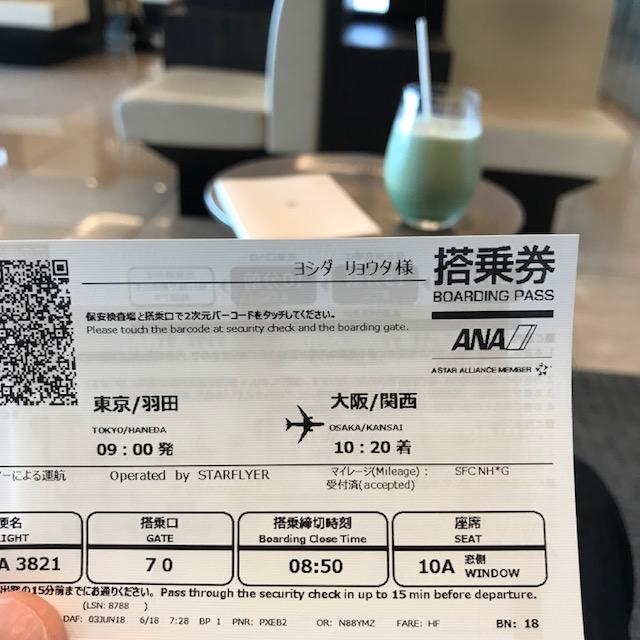 ヨシダ リョウタ 様
搭乗券
BOARDING PASS
保安検査場と搭乗口で2次元バーコードをタッチしてください。
Please touch the barcode at security check and the boarding gate.
ANA
A STAR ALLIANCE MEMBER
東京/羽田 大阪/関西
TOKYO/HANEDA OSAKA/KANSAI
09:00 発 10:20 着
ーによる運航 Operated by STARFLYER マイレージ(Mileage) : SFC NH*G
受付済(accepted)
便名 搭乗口 搭乗締切時刻 座席
LIGHT GATE Boarding Close Time SEAT
A 3821 70 08:50 10A 窓側 WINDOW
出発の15分前までにお通りください。Pass through the security check in up to 15 min before departure.
(LSN: 8788 )
DAF: 03JUN18 6/18 7:28 BP 1 PNR: PXEB2 OR: N88YMZ FARE: HF BN: 18